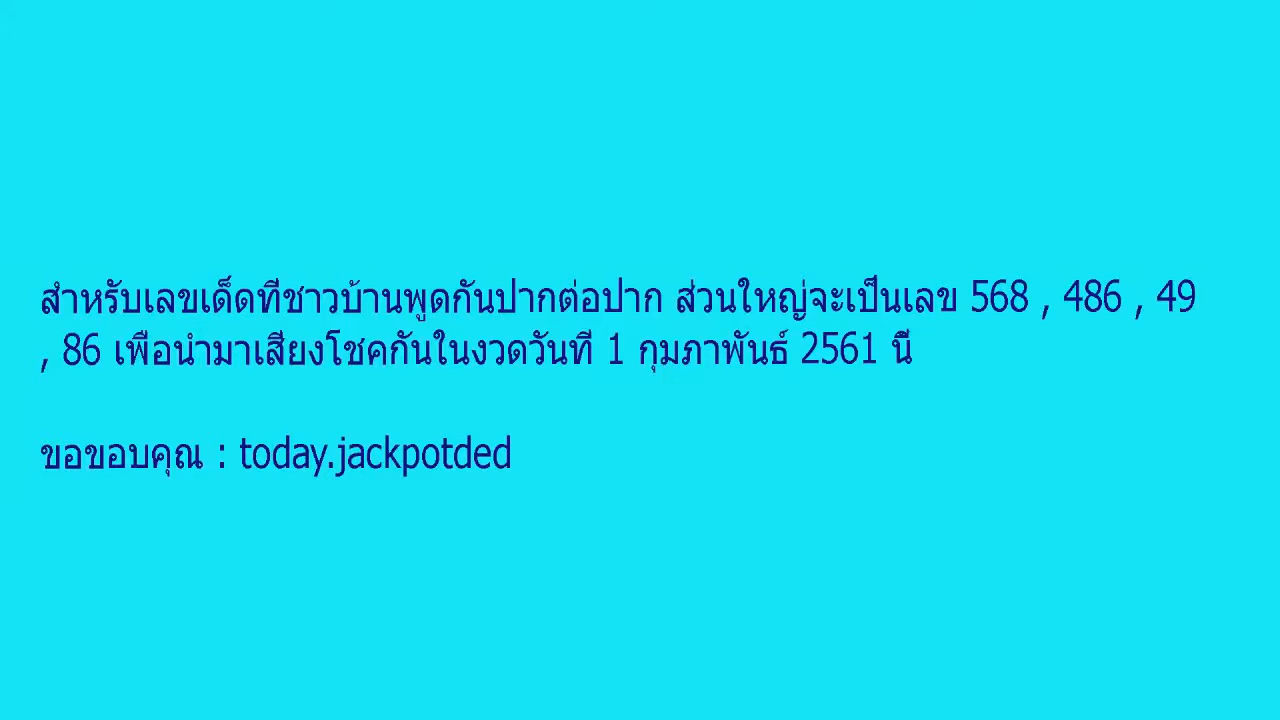 สำหรับเลขเด็ดที่ชาวบ้านพูดกันปากต่อปาก ส่วนใหญ่จะเป็นเลข 568 , 486 , 49
, 86 เพื่อนำมาเสี่ยงโชคกันในงวดวันที่ 1 กุมภาพันธ์ 2561 นี้
ขอขอบคุณ : today.jackpotded